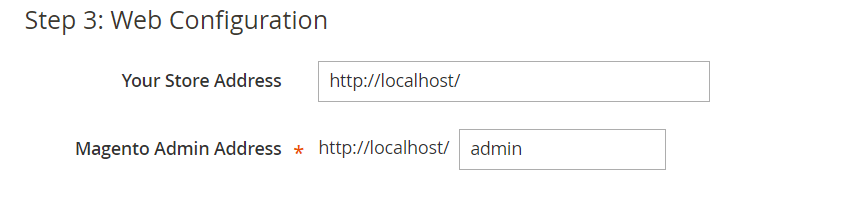 Step 3: Web Configuration
Your Store Address http://localhost/
Magento Admin Address * http://localhost/ admin